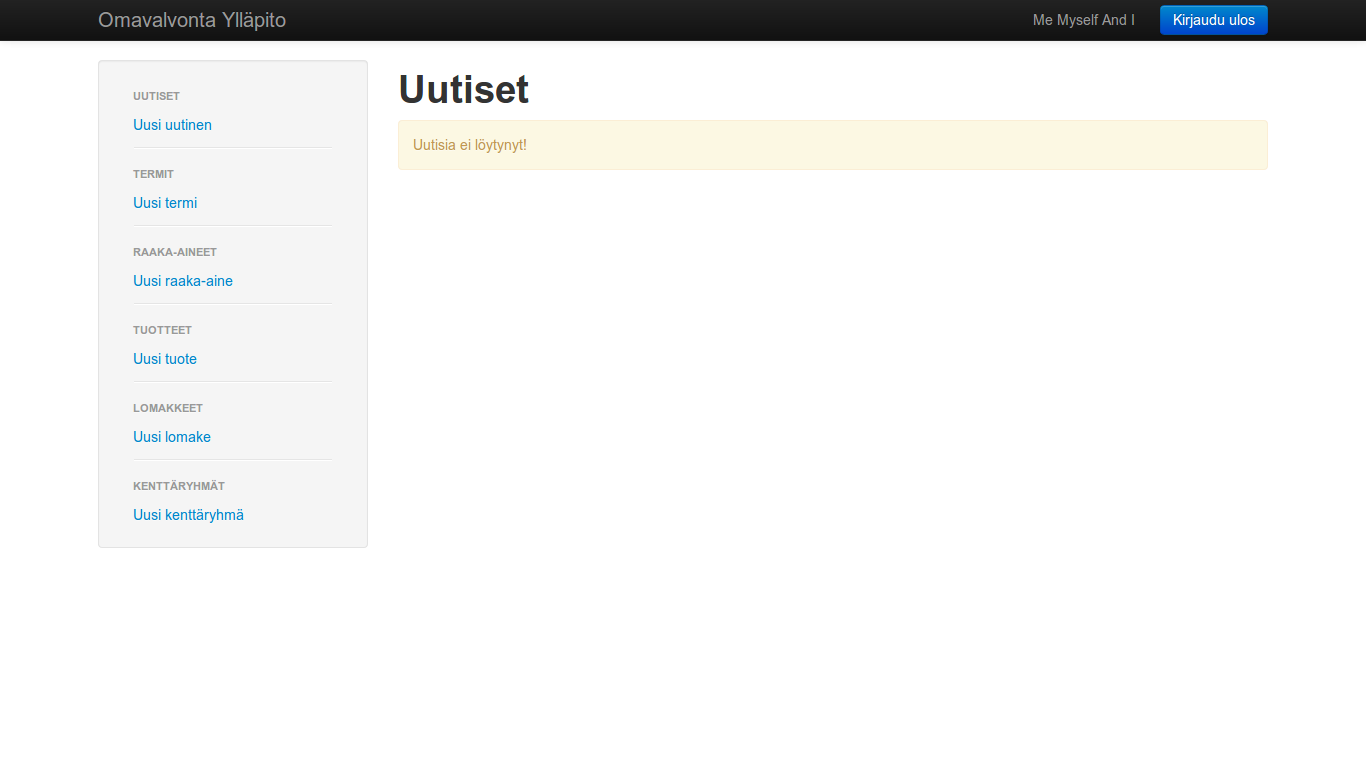 Omavalvonta Ylläpito
Me Myself And I
Kirjaudu ulos
UUTISET
Uusi uutinen
TERMIT
Uusi termi
RAAKA-AINEET
Uusi raaka-aine
TUOTTEET
Uusi tuote
LOMAKKEET
Uusi lomake
KENTTÄRYHMÄT
Uusi kenttäryhmä
Uutiset
Uutisia ei löytynyt!